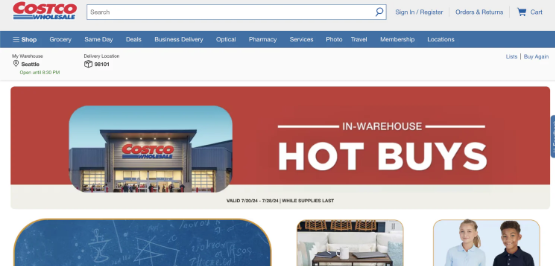 COSTCO
WHOLESALE
Search
Sign In / Register
Orders & Returns
Cart
Shop
Grocery
Same Day
Deals
Business Delivery
Optical
Pharmacy
Services
Photo
Travel
Membership
Locations
My Warehouse
Seattle
Open until 8:30 PM
Delivery Location
98101
Lists | Buy Again
COSTCO
WHOLESALE
IN-WAREHOUSE
HOT BUYS
VALID 7/20/24 - 7/28/24 | WHILE SUPPLIES LAST